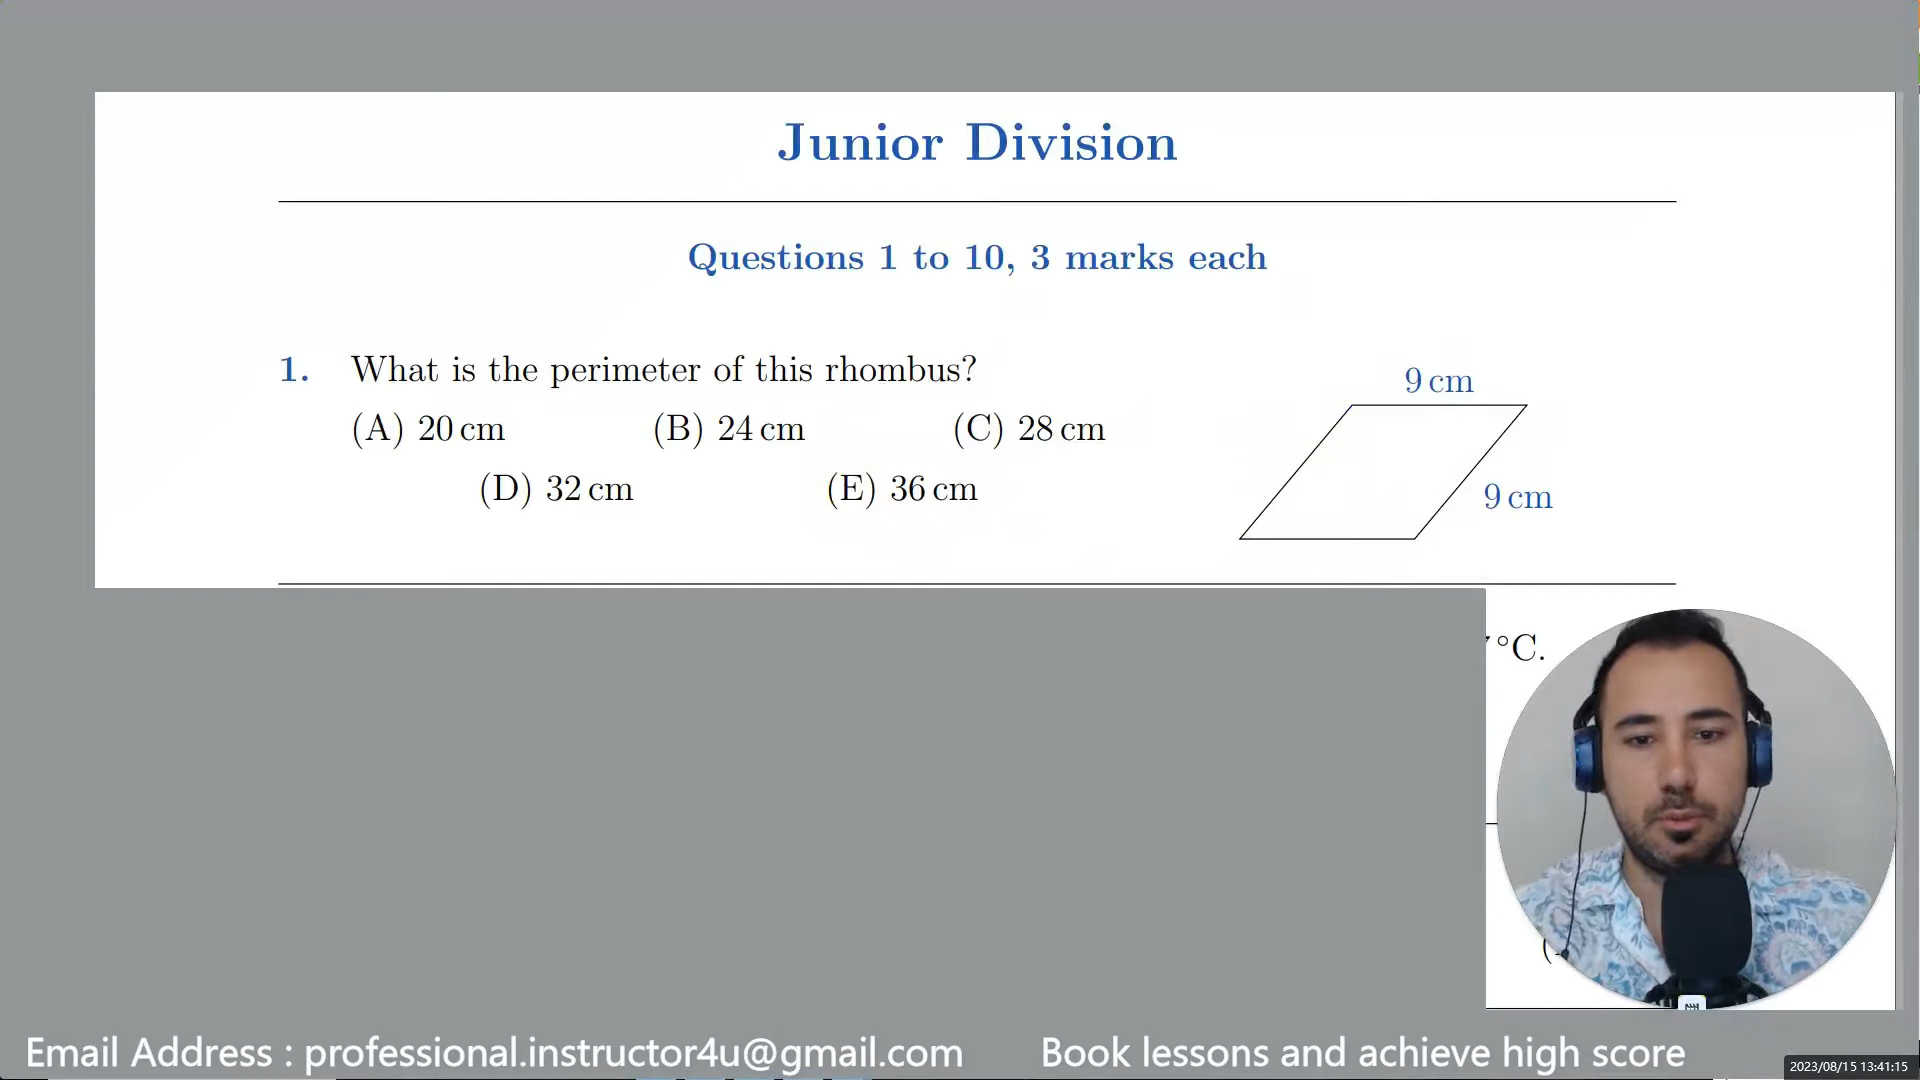 Junior Division
Questions 1 to 10, 3 marks each
1. What is the perimeter of this rhombus?
(A) 20 cm (B) 24 cm (C) 28 cm
(D) 32 cm (E) 36 cm
9 cm
9 cm
°C.
Email Address : professional.instructor4u@gmail.com Book lessons and achieve high score
2023/08/15 13:41:15